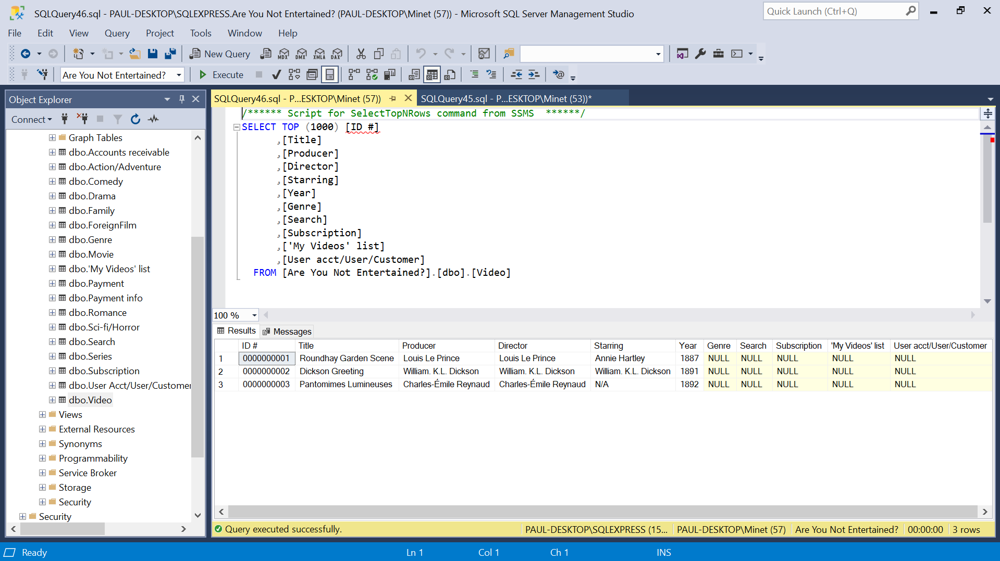 SQLQuery46.sql - PAUL-DESKTOP\SQLEXPRESS.Are You Not Entertained? (PAUL-DESKTOP\Minet (57)) - Microsoft SQL Server Management Studio
Quick Launch (Ctrl+Q)
File Edit View Query Project Tools Window Help
New Query MDX DMX XMLA DAX
Are You Not Entertained? Execute
Object Explorer
Connect
Graph Tables
dbo.Accounts receivable
dbo.Action/Adventure
dbo.Comedy
dbo.Drama
dbo.Family
dbo.ForeignFilm
dbo.Genre
dbo.Movie
dbo.'My Videos' list
dbo.Payment
dbo.Payment info
dbo.Romance
dbo.Sci-fi/Horror
dbo.Search
dbo.Series
dbo.Subscription
dbo.User Acct/User/Customer
dbo.Video
Views
External Resources
Synonyms
Programmability
Service Broker
Storage
Security
Security
SQLQuery46.sql - P...ESKTOP\Minet (57)) SQLQuery45.sql - P...ESKTOP\Minet (53))*
/****** Script for SelectTopNRows command from SSMS  ******/
SELECT TOP (1000) [ID #]
,[Title]
,[Producer]
,[Director]
,[Starring]
,[Year]
,[Genre]
,[Search]
,[Subscription]
,['My Videos' list]
,[User acct/User/Customer]
FROM [Are You Not Entertained?].[dbo].[Video]
100 %
Results Messages
ID # Title Producer Director Starring Year Genre Search Subscription 'My Videos' list User acct/User/Customer
1 0000000001 Roundhay Garden Scene Louis Le Prince Louis Le Prince Annie Hartley 1887 NULL NULL NULL NULL NULL
2 0000000002 Dickson Greeting William. K.L. Dickson William. K.L. Dickson William. K.L. Dickson 1891 NULL NULL NULL NULL NULL
3 0000000003 Pantomimes Lumineuses Charles-Émile Reynaud Charles-Émile Reynaud N/A 1892 NULL NULL NULL NULL NULL
Query executed successfully. PAUL-DESKTOP\SQLEXPRESS (15... PAUL-DESKTOP\Minet (57) Are You Not Entertained? 00:00:00 3 rows
Ready Ln 1 Col 1 Ch 1 INS